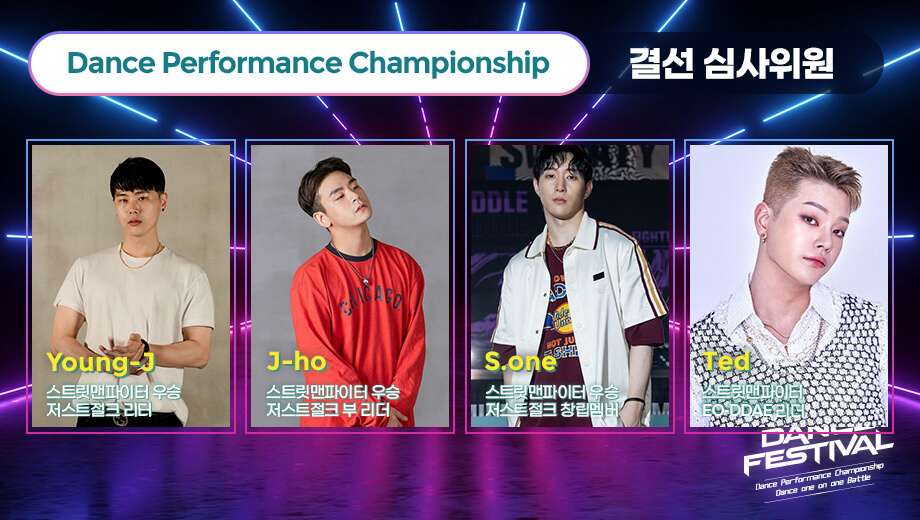 Dance Performance Championship
결선 심사위원
Young-J
스트릿맨파이터 우승
저스트절크 리더
J-ho
CHICAGO
스트릿맨파이터 우승
저스트절크 부 리더
S.one
스트릿맨파이터 우승
저스트절크 창립멤버
Ted
스트릿맨파이터
EO-DDAE 리더
DANCE
FESTIVAL
Dance Performance Championship
Dance one on one Battle